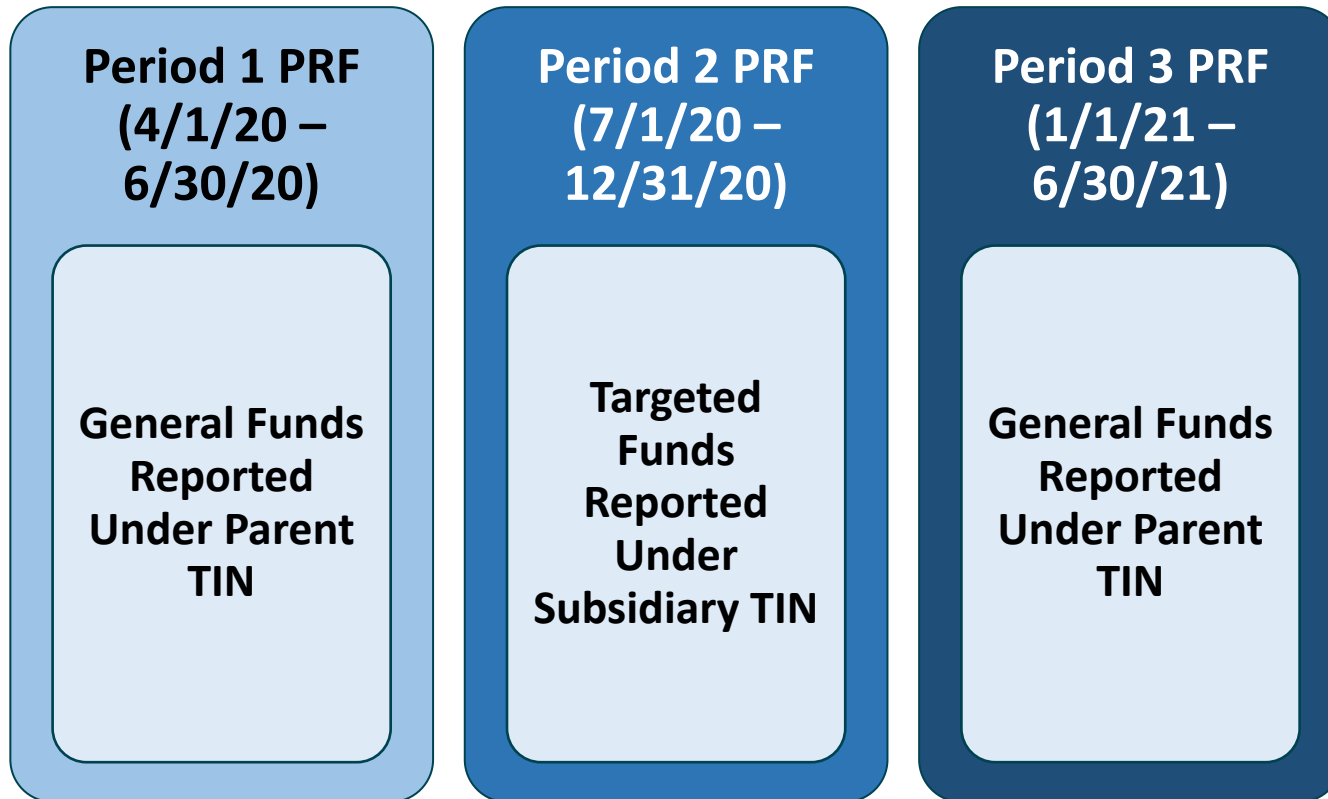 Period 1 PRF
(4/1/20 –
6/30/20)
General Funds
Reported
Under Parent
TIN
Period 2 PRF
(7/1/20 –
12/31/20)
Targeted
Funds
Reported
Under
Subsidiary TIN
Period 3 PRF
(1/1/21 –
6/30/21)
General Funds
Reported
Under Parent
TIN